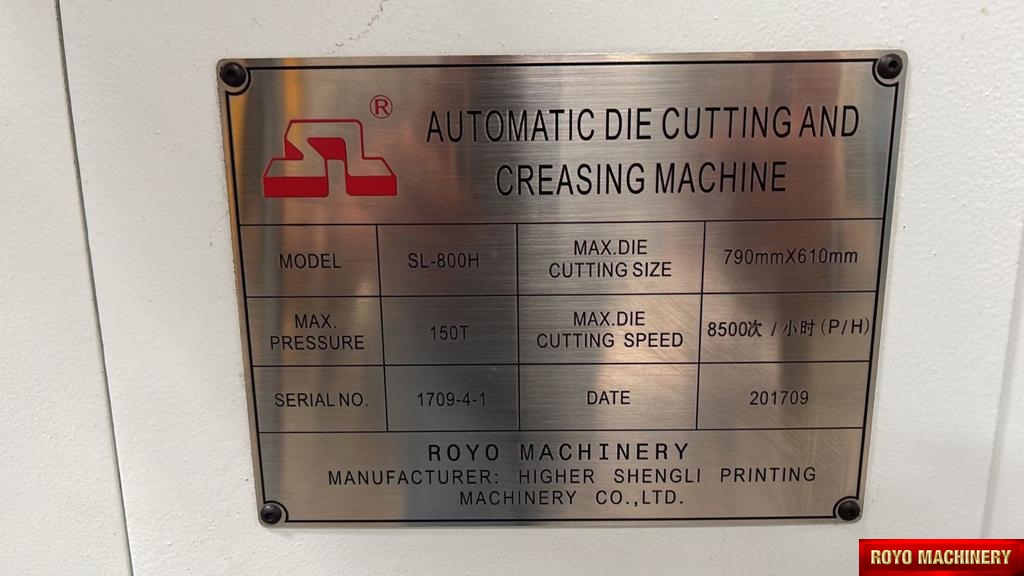 ®
AUTOMATIC DIE CUTTING AND
CREASING MACHINE
MODEL
SL-800H
MAX.DIE
CUTTING SIZE
790mmX610mm
MAX.
PRESSURE
150T
MAX.DIE
CUTTING SPEED
8500次 / 小时(P/H)
SERIAL NO.
1709-4-1
DATE
201709
ROYO MACHINERY
MANUFACTURER: HIGHER SHENGLI PRINTING
MACHINERY CO.,LTD.
ROYO MACHINERY